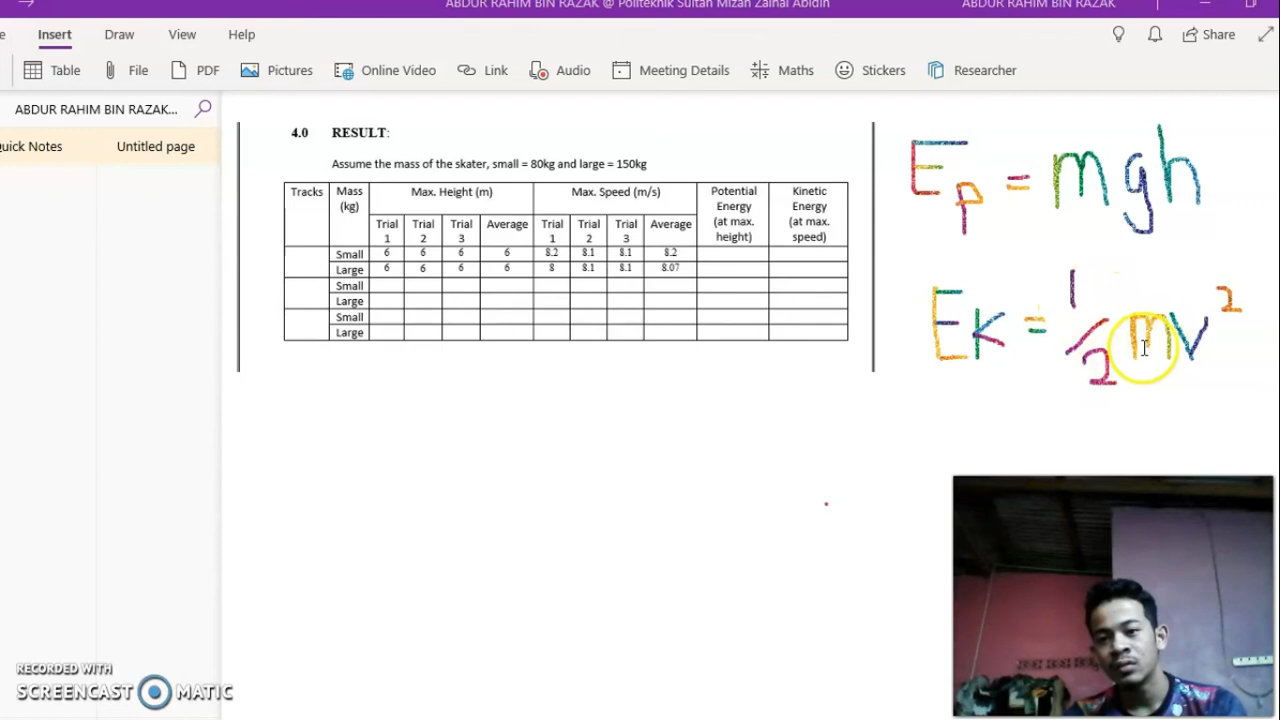 ABDUR RAHIM BIN RAZAK @ Politeknik Sultan Mizan Zainal Abidin
ABDUR RAHIM BIN RAZAK
Insert Draw View Help
Share
Table File PDF Pictures Online Video Link Audio Meeting Details Maths Stickers Researcher
ABDUR RAHIM BIN RAZAK...
Quick Notes
Untitled page
4.0 RESULT:
Assume the mass of the skater, small = 80kg and large = 150kg
Tracks Mass (kg) Max. Height (m) Max. Speed (m/s) Potential Energy (at max. height) Kinetic Energy (at max. speed)
Trial 1 Trial 2 Trial 3 Average Trial 1 Trial 2 Trial 3 Average
Small 6 6 6 6 8.2 8.1 8.1 8.2
Large 6 6 6 6 8 8.1 8.1 8.07
Small
Large
Small
Large
Ep = mgh
Ek = 1/2 mv²
RECORDED WITH
SCREENCAST MATIC